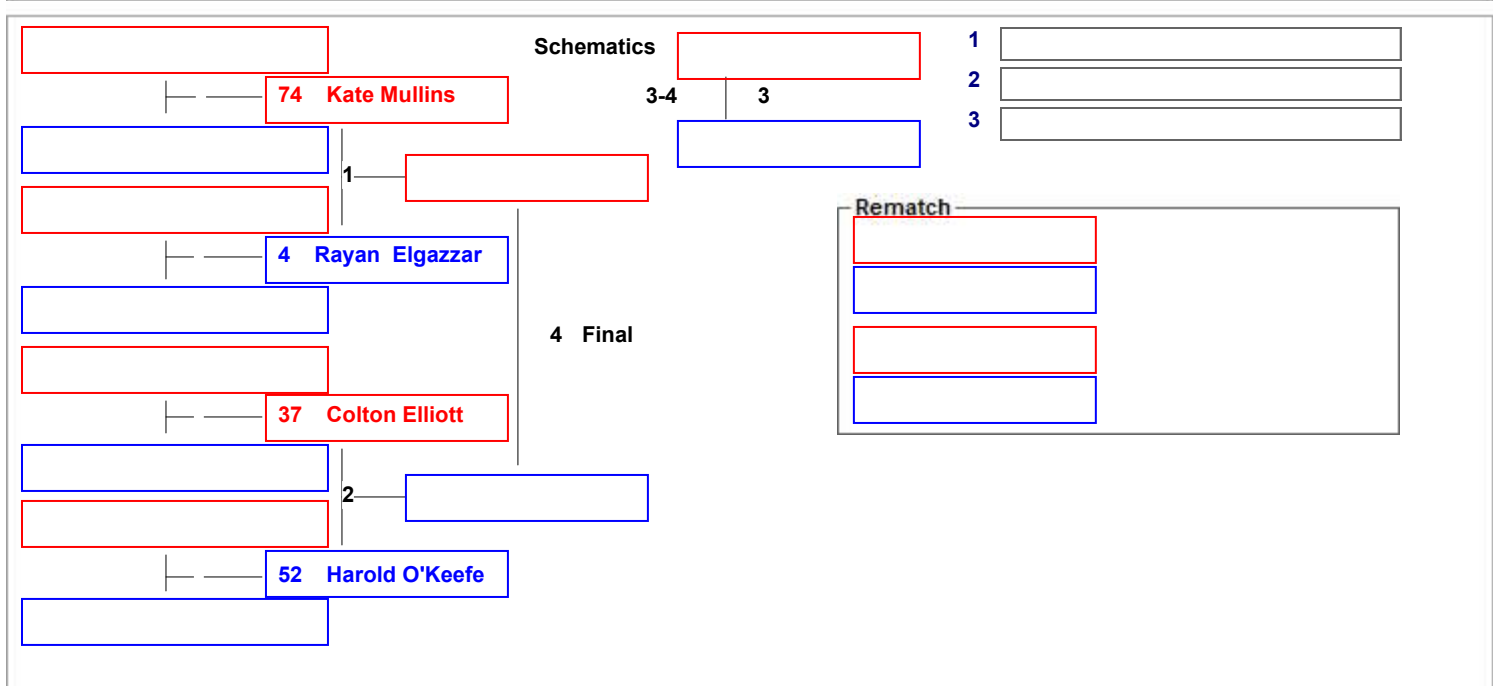 Schematics
74 Kate Mullins
1
4 Rayan Elgazzar
4 Final
37 Colton Elliott
2
52 Harold O'Keefe
3-4 3
1
2
3
Rematch